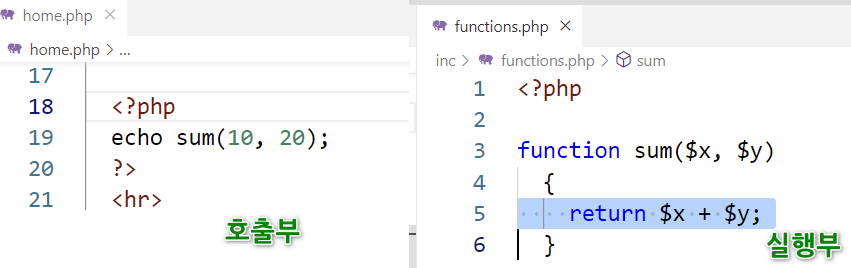 home.php ×
home.php > ...
17
18 <?php
19 echo sum(10, 20);
20 ?>
21 <hr>
호출부
functions.php ×
inc > functions.php > sum
1 <?php
2
3 function sum($x, $y)
4 {
5 return $x + $y;
6 }
실행부